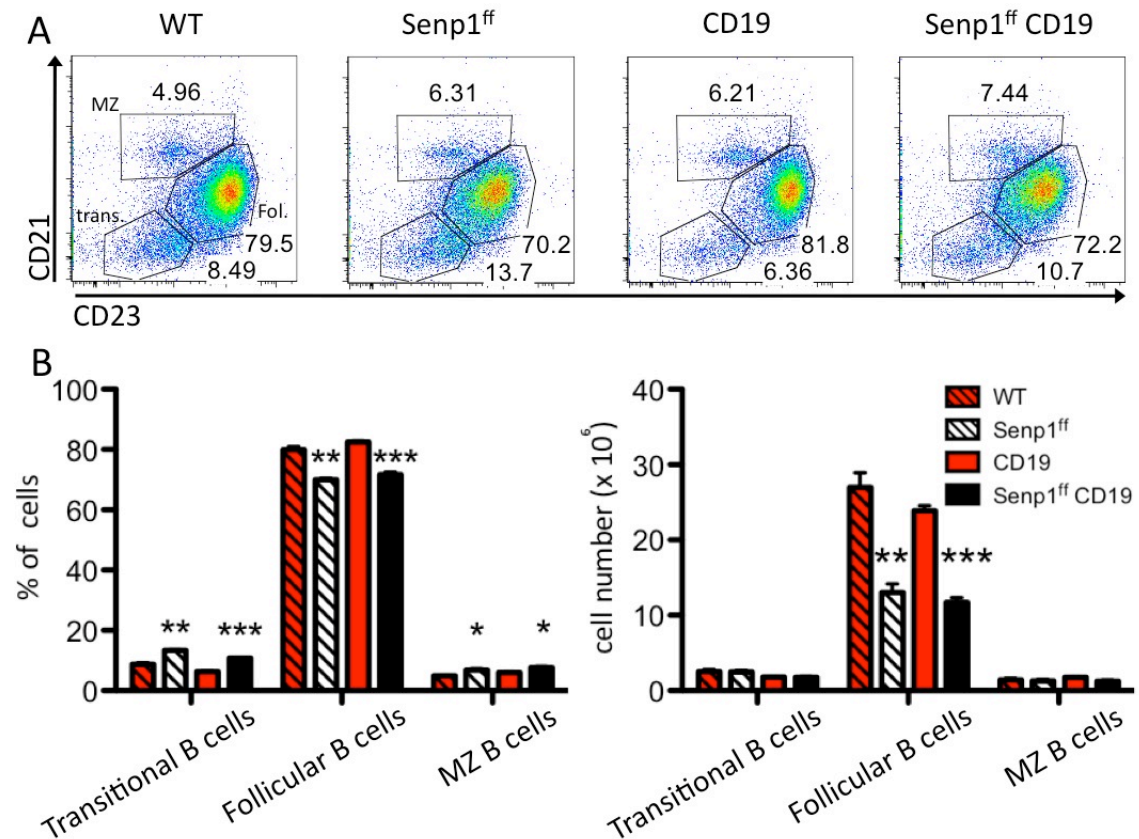 A
WT
Senp1ff
CD19
Senp1ff CD19
MZ
4.96
6.31
6.21
7.44
trans.
Fol.
79.5
8.49
70.2
13.7
81.8
6.36
72.2
10.7
CD21
CD23
B
% of cells
100
80
60
40
20
0
**
***
**
***
*
*
Transitional B cells
Follicular B cells
MZ B cells
cell number (x 10^6)
40
30
20
10
0
**
***
WT
Senp1ff
CD19
Senp1ff CD19
Transitional B cells
Follicular B cells
MZ B cells